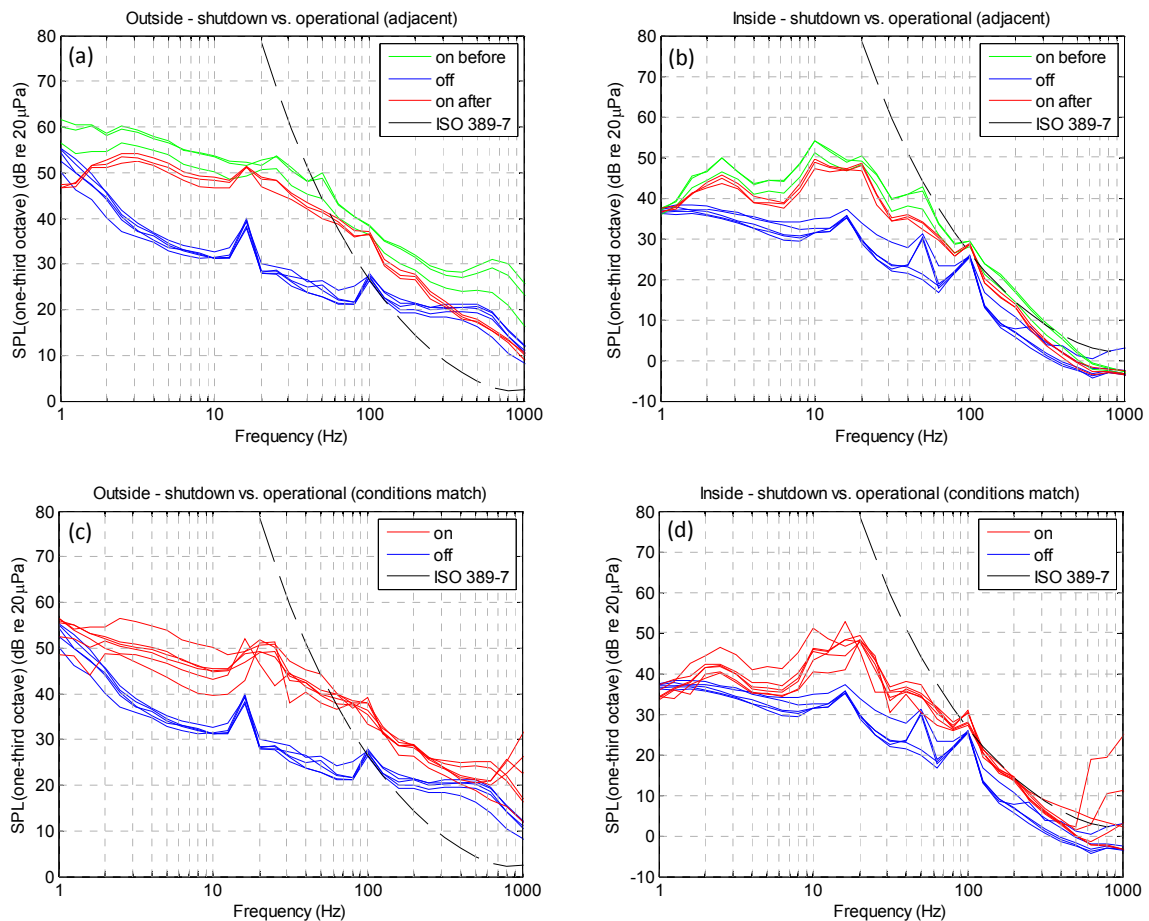 Outside - shutdown vs. operational (adjacent)
80
70
60
50
40
30
20
10
0
SPL(one-third octave) (dB re 20μPa)
(a)
on before
off
on after
ISO 389-7
1
10
100
1000
Frequency (Hz)
Inside - shutdown vs. operational (adjacent)
80
70
60
50
40
30
20
10
0
-10
SPL(one-third octave) (dB re 20μPa)
(b)
on before
off
on after
ISO 389-7
1
10
100
1000
Frequency (Hz)
Outside - shutdown vs. operational (conditions match)
80
70
60
50
40
30
20
10
0
SPL(one-third octave) (dB re 20μPa)
(c)
on
off
ISO 389-7
1
10
100
1000
Frequency (Hz)
Inside - shutdown vs. operational (conditions match)
80
70
60
50
40
30
20
10
0
-10
SPL(one-third octave) (dB re 20μPa)
(d)
on
off
ISO 389-7
1
10
100
1000
Frequency (Hz)